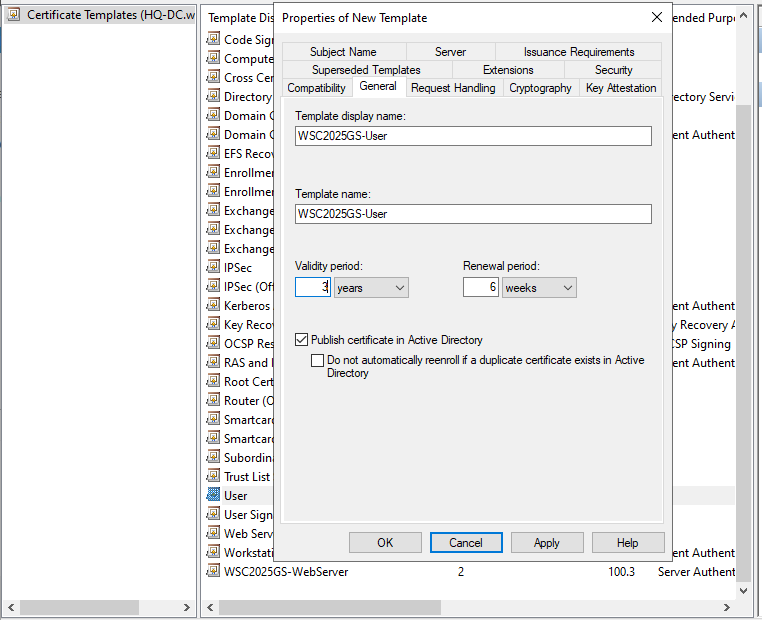 Certificate Templates (HQ-DC.w
Template Dis
ended Purp
Code Sign
Compute
Cross Cer
Directory
ectory Servi
Domain C
Domain C
ent Authent
EFS Reco
Enrollme
Enrollme
Exchange
Exchange
Exchange
IPSec
IPSec (Off
Kerberos
ent Authent
Key Reco
y Recovery A
OCSP Res
CSP Signing
RAS and I
ent Authent
Root Cert
Router (O
Smartcard
Smartcard
Subordina
Trust List
User
User Sign
Web Serv
Workstati
ent Authent
WSC2025GS-WebServer 2 100.3 Server Authent
Properties of New Template
Subject Name Server Issuance Requirements
Superseded Templates Extensions Security
Compatibility General Request Handling Cryptography Key Attestation
Template display name:
WSC2025GS-User
Template name:
WSC2025GS-User
Validity period: Renewal period:
3 years 6 weeks
Publish certificate in Active Directory
Do not automatically reenroll if a duplicate certificate exists in Active
Directory
OK Cancel Apply Help